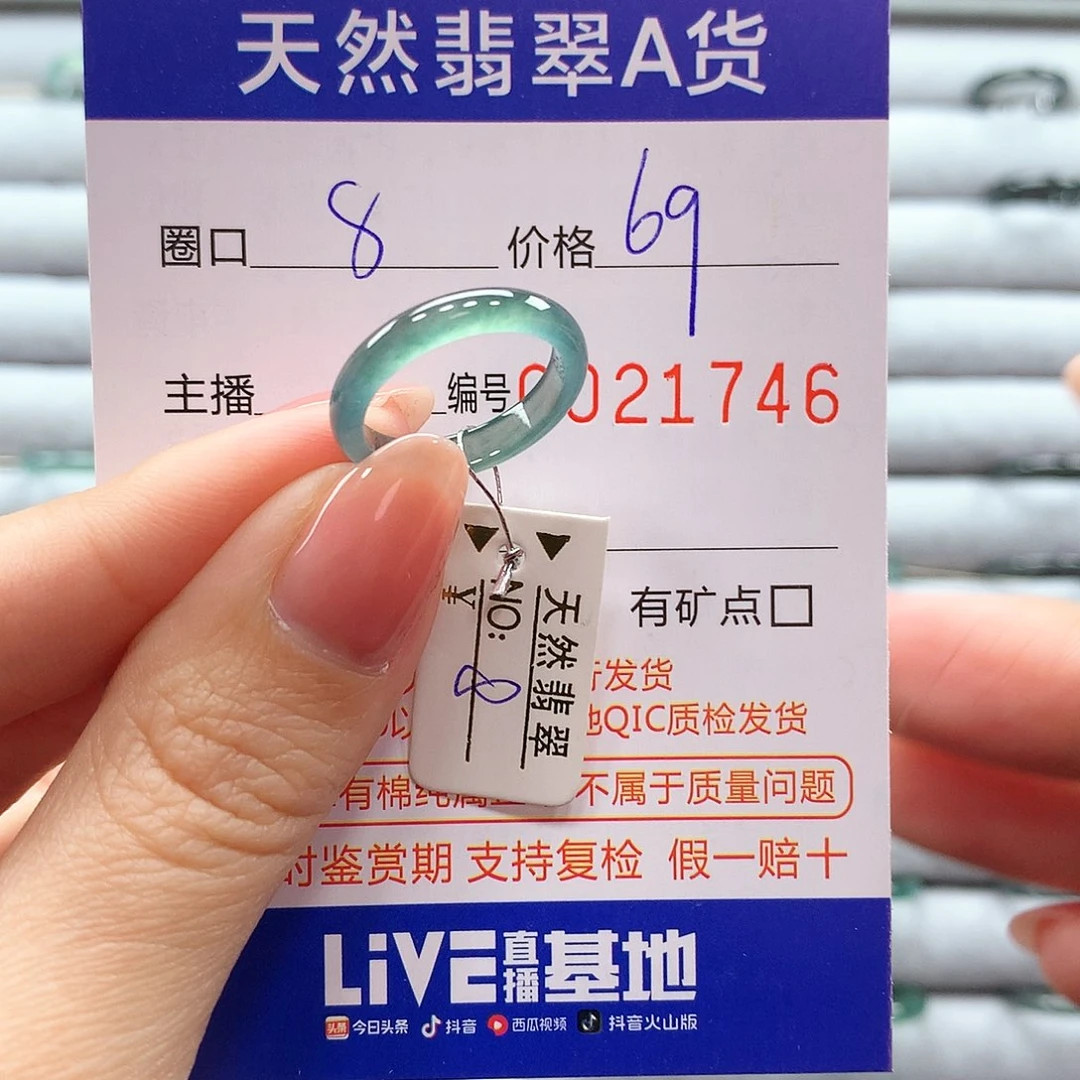 天然翡翠A货
圈口 8 价格 69
主播 编号 0021746
有矿点□
天然翡翠
NO: 8
¥
发货
QIC质检发货
有棉纯属 不属于质量问题
时鉴赏期 支持复检 假一赔十
LiVE直播基地
今日头条 抖音 西瓜视频 抖音火山版